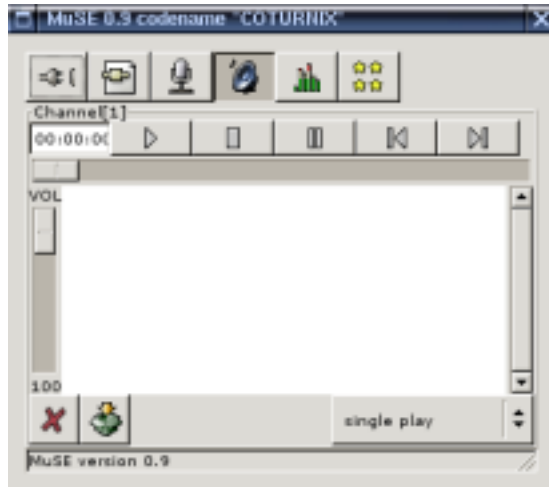 MuSE 0.9 codename "COTURNIX"
Channel[1]
00:00:00
VOL
100
single play
MuSE version 0.9